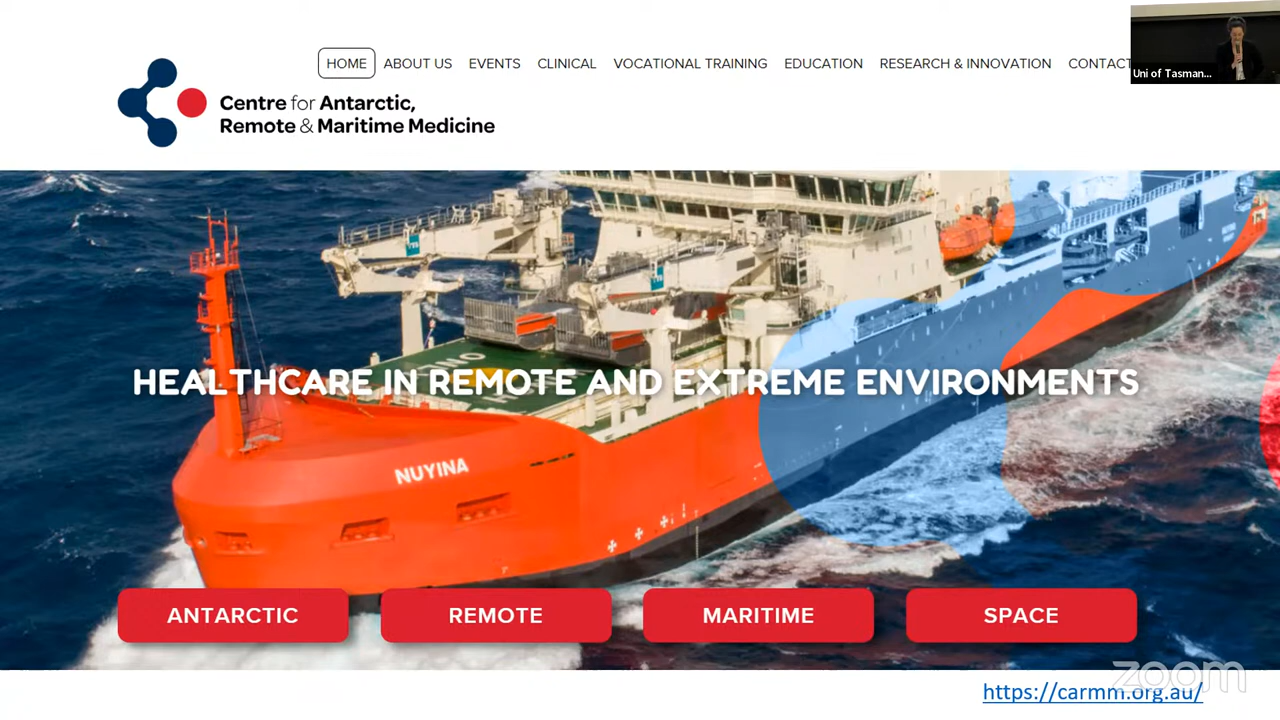 HOME ABOUT US EVENTS CLINICAL VOCATIONAL TRAINING EDUCATION RESEARCH & INNOVATION CONTACT
Uni of Tasman...
Centre for Antarctic,
Remote & Maritime Medicine
HEALTHCARE IN REMOTE AND EXTREME ENVIRONMENTS
NUYINA
ANTARCTIC REMOTE MARITIME SPACE
zoom
https://carmm.org.au/